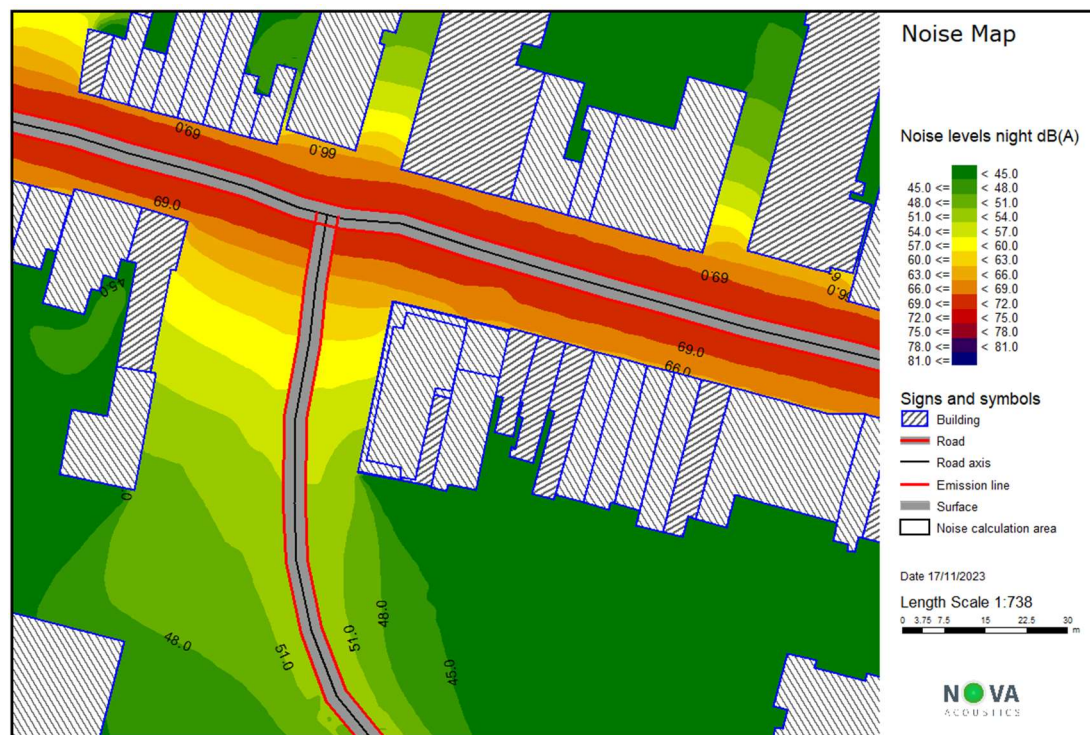 Noise Map
Noise levels night dB(A)
< 45.0
45.0 <= < 48.0
48.0 <= < 51.0
51.0 <= < 54.0
54.0 <= < 57.0
57.0 <= < 60.0
60.0 <= < 63.0
63.0 <= < 66.0
66.0 <= < 69.0
69.0 <= < 72.0
72.0 <= < 75.0
75.0 <= < 78.0
78.0 <= < 81.0
81.0 <=
Signs and symbols
Building
Road
Road axis
Emission line
Surface
Noise calculation area
Date 17/11/2023
Length Scale 1:738
0 3.75 7.5 15 22.5 30
m
NOVA
ACOUSTICS
69.0
66.0
69.0
69.0
66.0
45.0
69.0
66.0
48.0
51.0
51.0
48.0
45.0